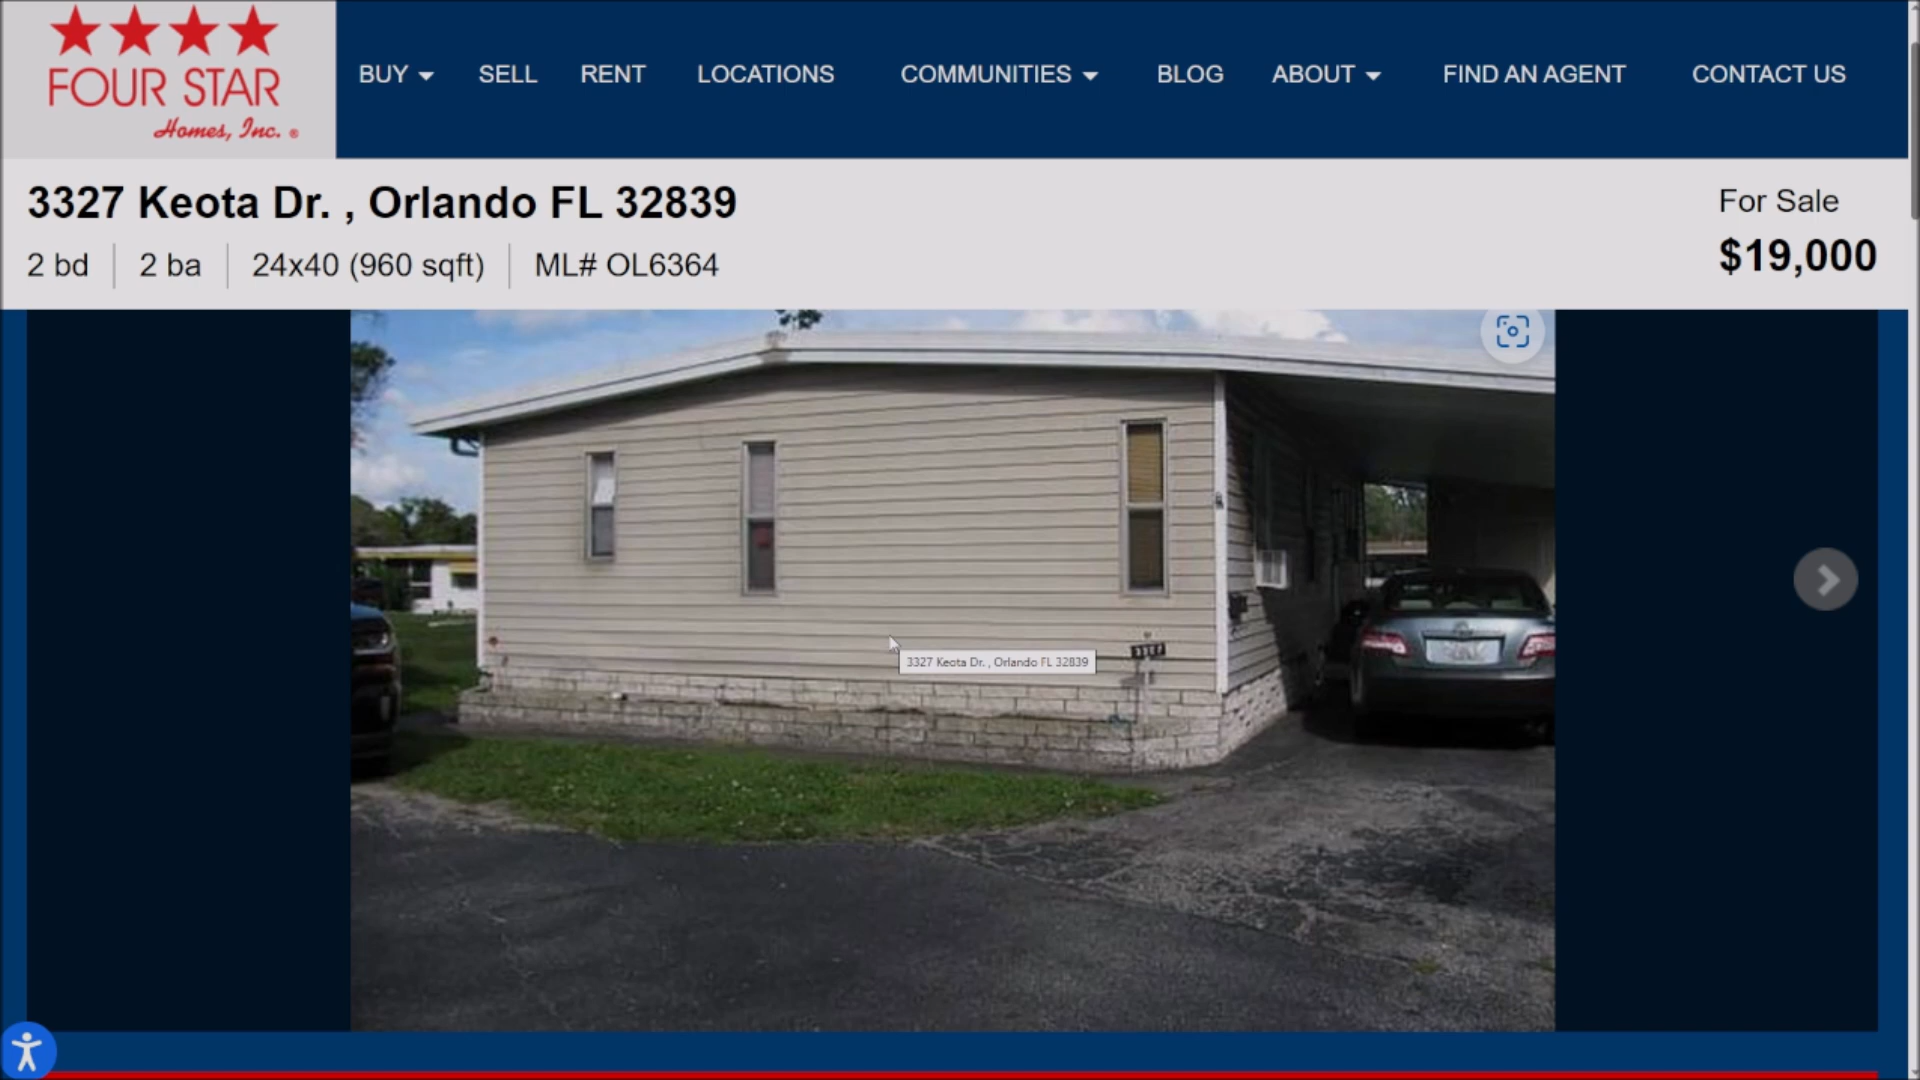 FOUR STAR
Homes, Inc. ®
BUY
SELL
RENT
LOCATIONS
COMMUNITIES
BLOG
ABOUT
FIND AN AGENT
CONTACT US
3327 Keota Dr. , Orlando FL 32839
2 bd
2 ba
24x40 (960 sqft)
ML# OL6364
For Sale
$19,000
3327 Keota Dr. , Orlando FL 32839
3327